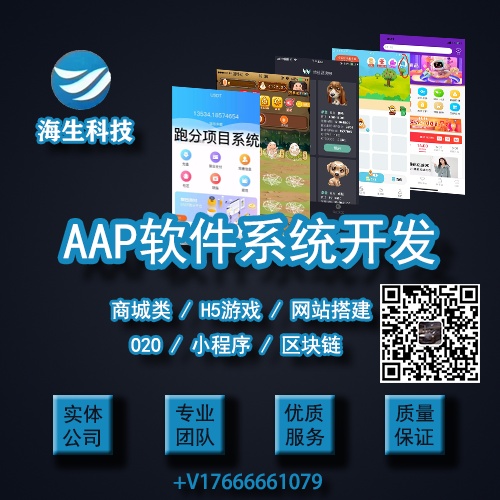 海生科技
13534.18574654
跑分项目系统
AAP软件系统开发
商城类 / H5游戏 / 网站搭建
O2O / 小程序 / 区块链
实体
公司
专业
团队
优质
服务
质量
保证
+V17666661079